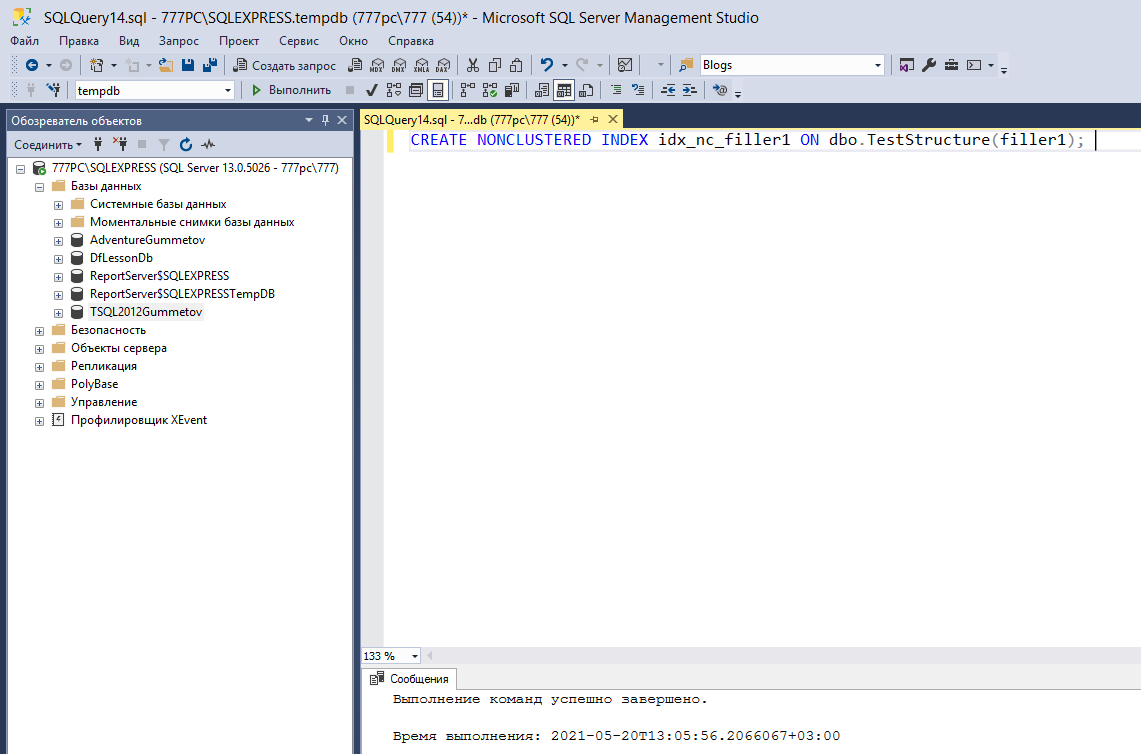 SQLQuery14.sql - 777PC\SQLEXPRESS.tempdb (777pc\777 (54))* - Microsoft SQL Server Management Studio
Файл Правка Вид Запрос Проект Сервис Окно Справка
Создать запрос MDX DMX XMLA DAX Blogs
tempdb Выполнить
Обозреватель объектов
Соединить
777PC\SQLEXPRESS (SQL Server 13.0.5026 - 777pc\777)
Базы данных
Системные базы данных
Моментальные снимки базы данных
AdventureGummetov
DfLessonDb
ReportServer$SQLEXPRESS
ReportServer$SQLEXPRESSTempDB
TSQL2012Gummetov
Безопасность
Объекты сервера
Репликация
PolyBase
Управление
Профилировщик XEvent
SQLQuery14.sql - 7...db (777pc\777 (54))*
CREATE NONCLUSTERED INDEX idx_nc_filler1 ON dbo.TestStructure(filler1);
133 %
Сообщения
Выполнение команд успешно завершено.
Время выполнения: 2021-05-20T13:05:56.2066067+03:00